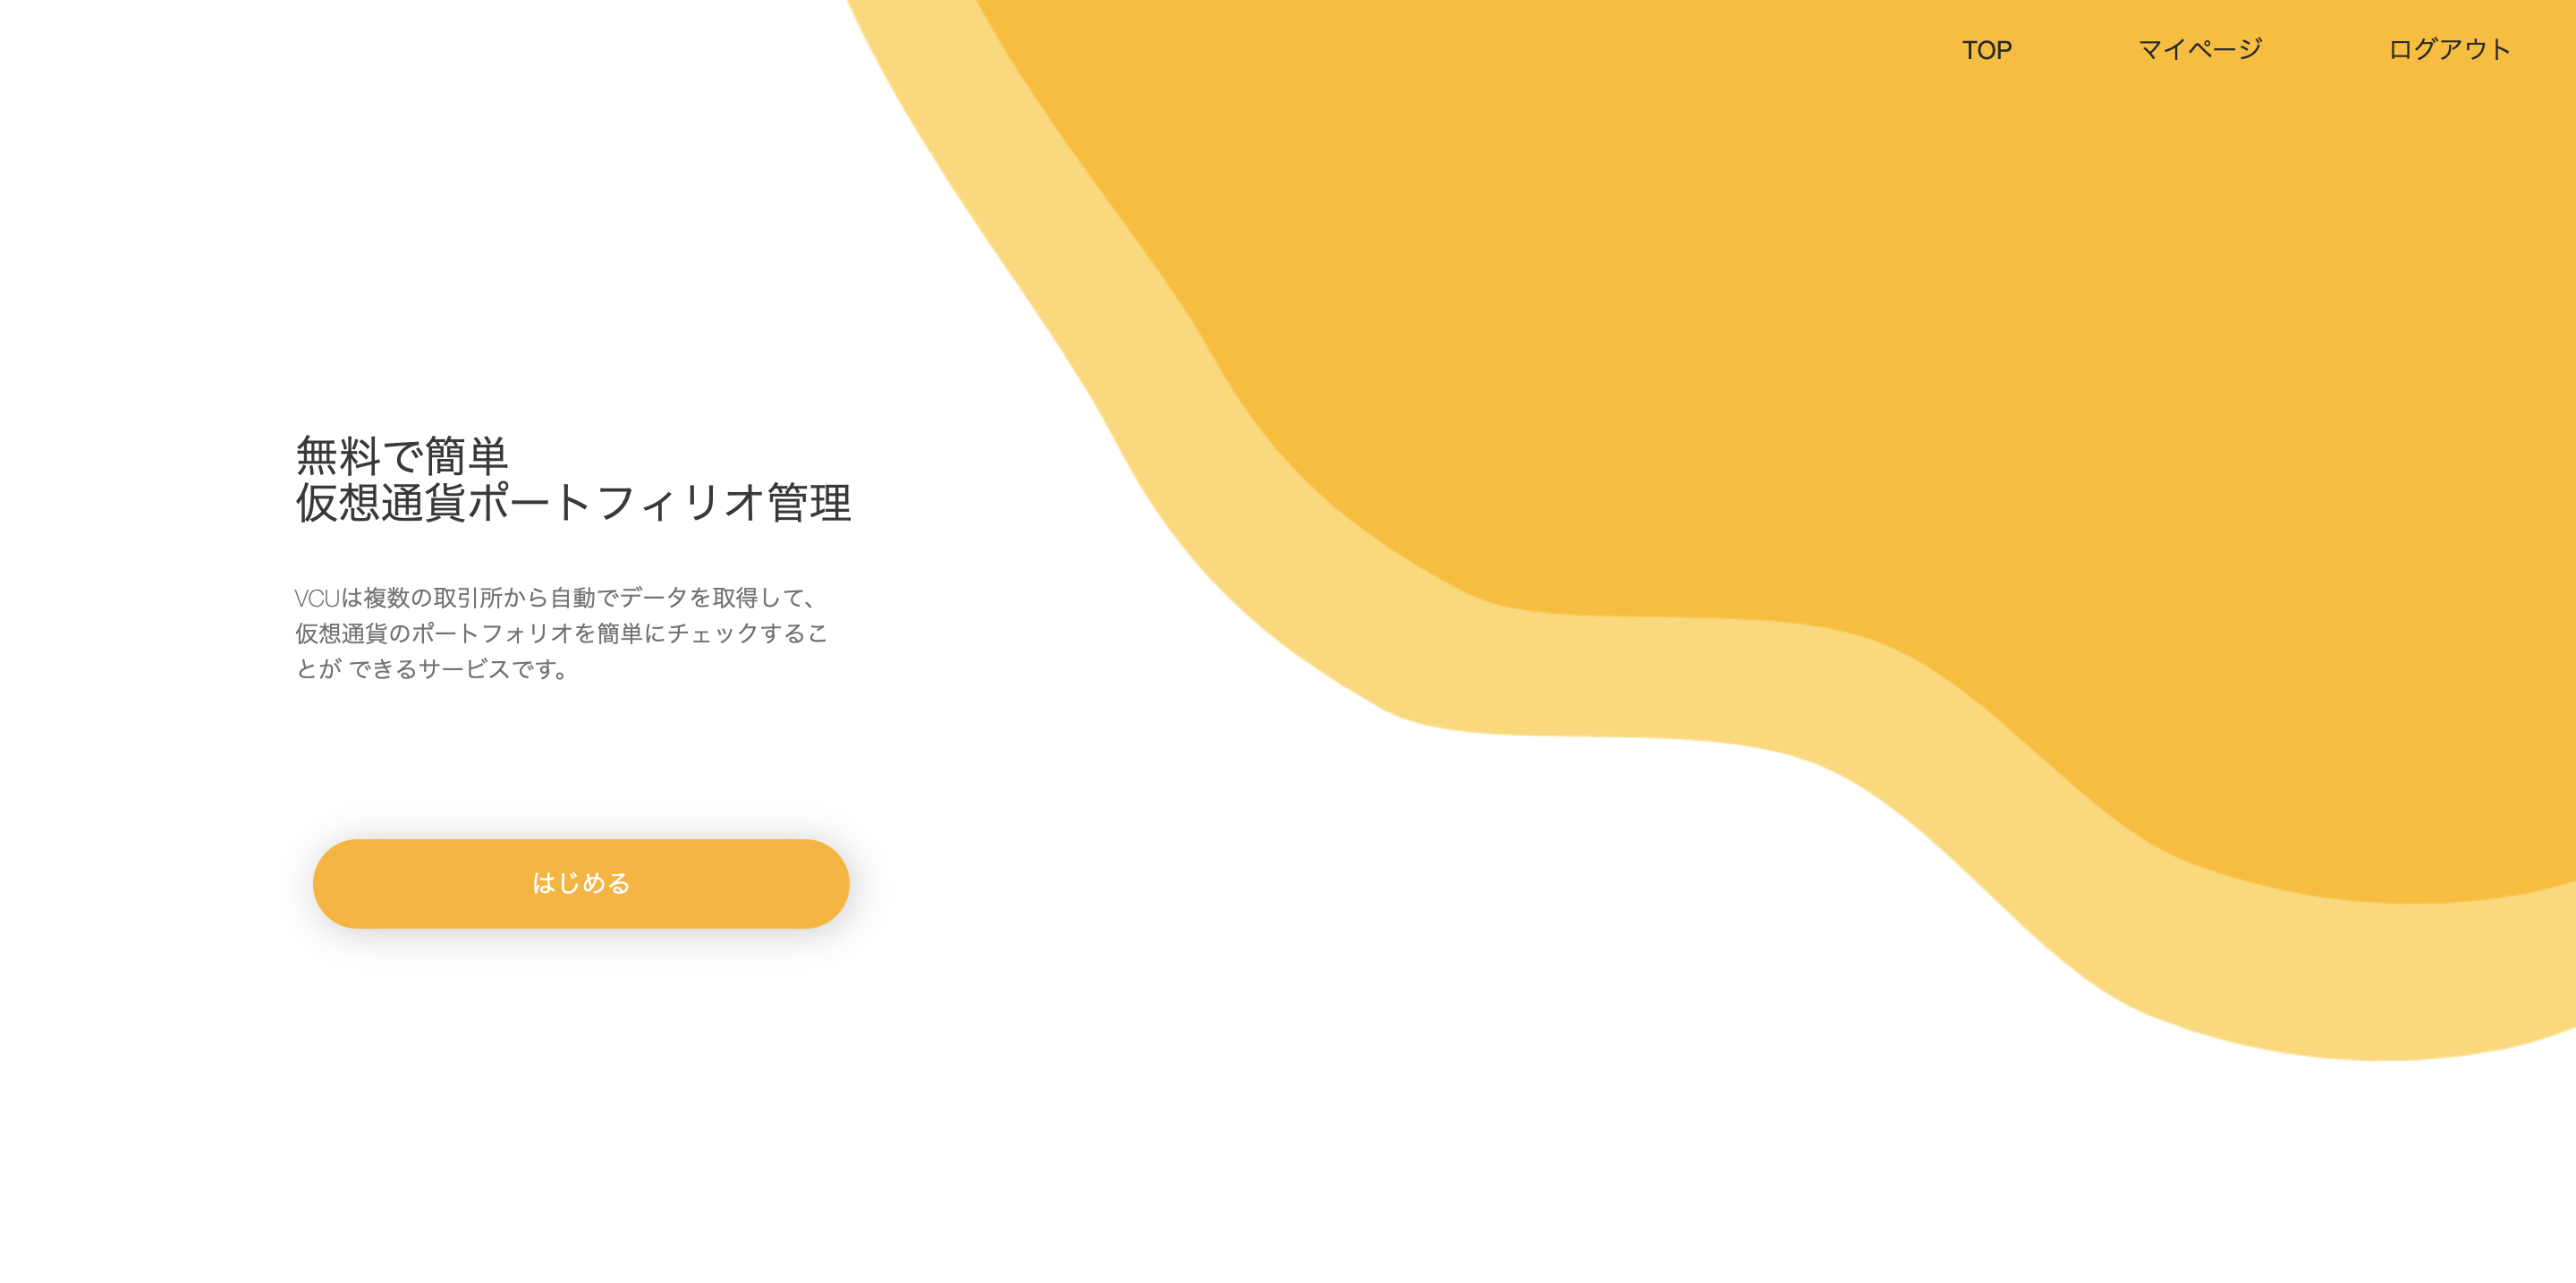 TOP マイページ ログアウト
無料で簡単
仮想通貨ポートフィリオ管理
VCUは複数の取引所から自動でデータを取得して、
仮想通貨のポートフォリオを簡単にチェックするこ
とが できるサービスです。
はじめる